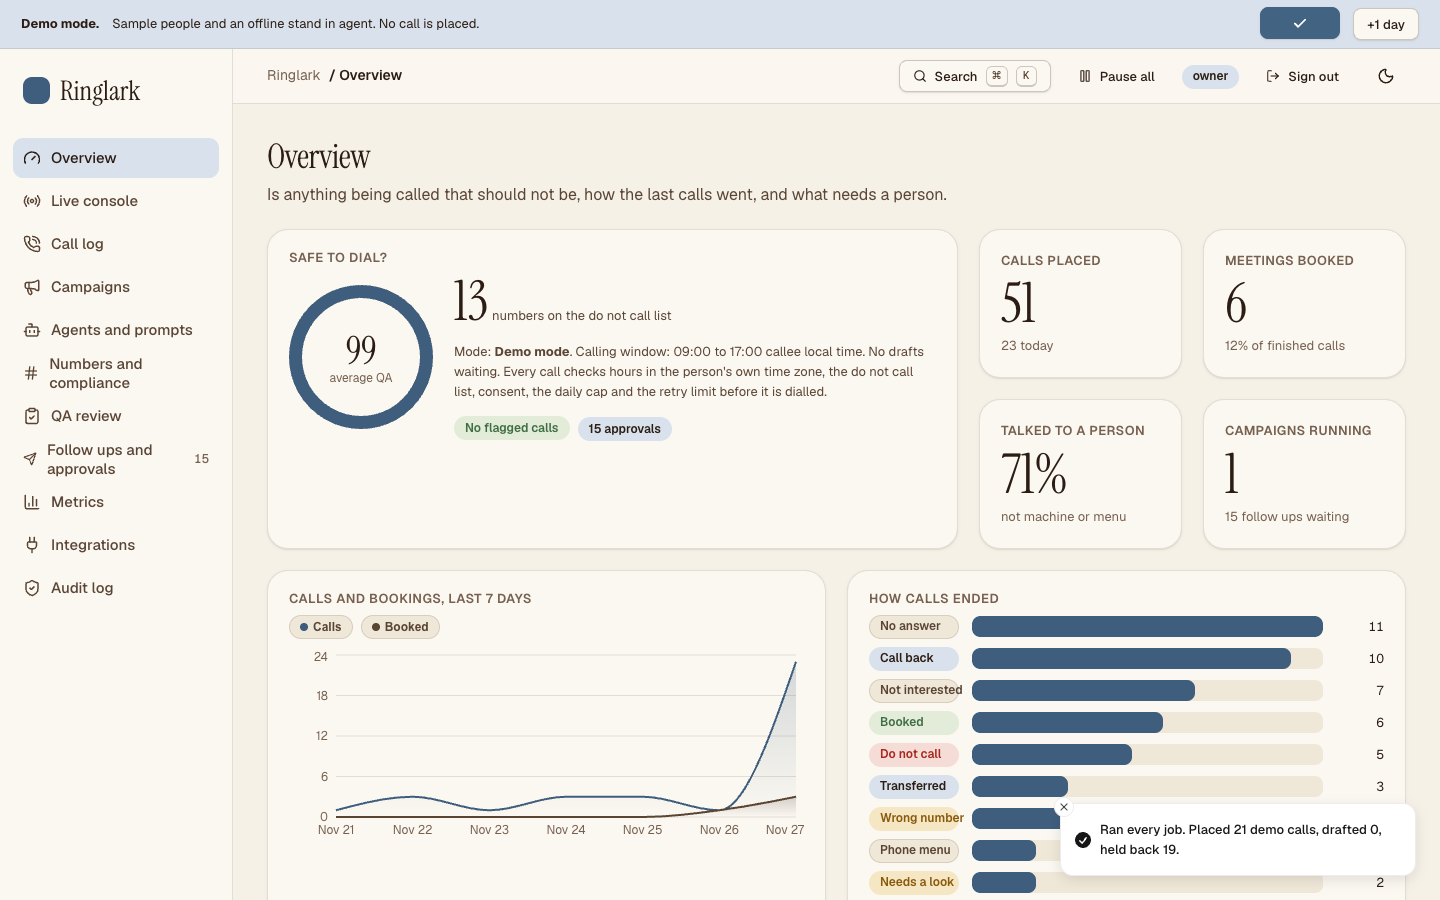 Demo mode. Sample people and an offline stand in agent. No call is placed.
+1 day
Ringlark
Ringlark / Overview
Search ⌘ K
Pause all
owner
Sign out
Overview
Live console
Call log
Campaigns
Agents and prompts
Numbers and
compliance
QA review
Follow ups and
approvals
15
Metrics
Integrations
Audit log
Overview
Is anything being called that should not be, how the last calls went, and what needs a person.
SAFE TO DIAL?
99
average QA
13 numbers on the do not call list
Mode: Demo mode. Calling window: 09:00 to 17:00 callee local time. No drafts
waiting. Every call checks hours in the person's own time zone, the do not call
list, consent, the daily cap and the retry limit before it is dialled.
No flagged calls
15 approvals
CALLS PLACED
51
23 today
MEETINGS BOOKED
6
12% of finished calls
TALKED TO A PERSON
71%
not machine or menu
CAMPAIGNS RUNNING
1
15 follow ups waiting
CALLS AND BOOKINGS, LAST 7 DAYS
Calls
Booked
24
18
12
6
0
Nov 21 Nov 22 Nov 23 Nov 24 Nov 25 Nov 26 Nov 27
HOW CALLS ENDED
No answer 11
Call back 10
Not interested 7
Booked 6
Do not call 5
Transferred 3
Wrong number
Phone menu
Needs a look 2
Ran every job. Placed 21 demo calls, drafted 0,
held back 19.